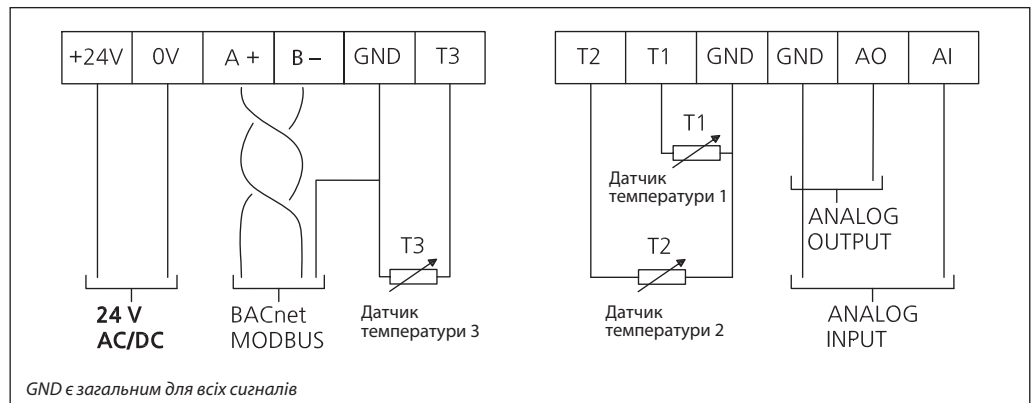 +24V 0V A + B – GND T3
T2 T1 GND GND AO AI
T1
Датчик
температури 1
ANALOG
OUTPUT
T3
T2
24 V
AC/DC
BACnet
MODBUS
Датчик
температури 3
Датчик
температури 2
ANALOG
INPUT
GND є загальним для всіх сигналів